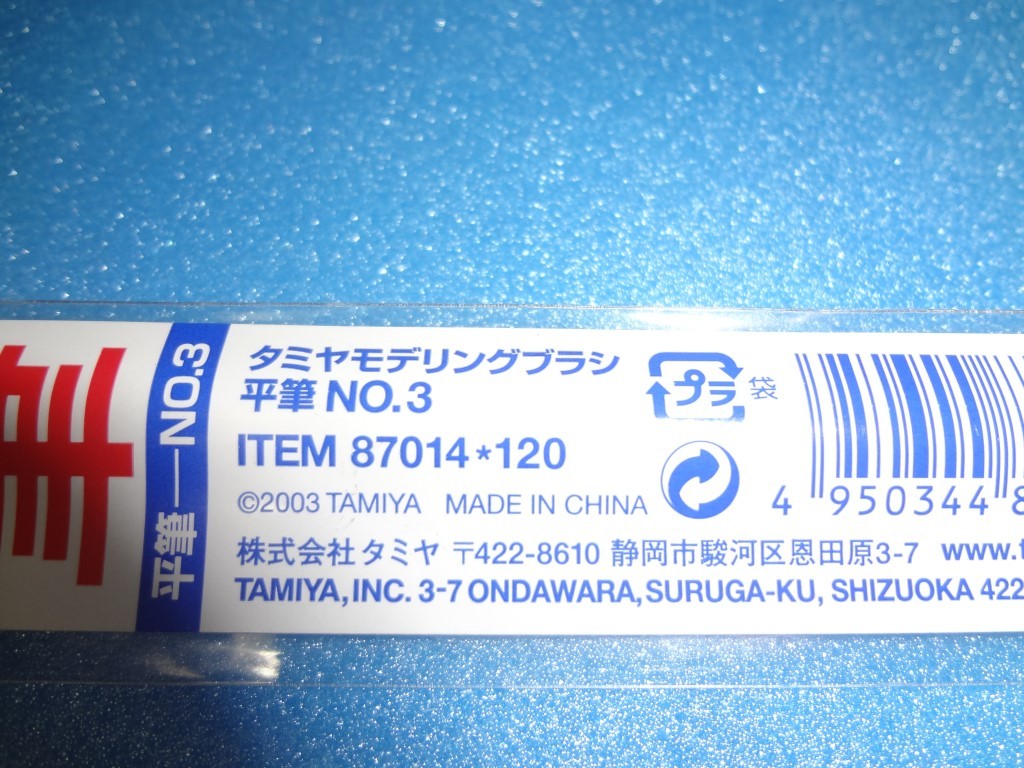 平筆—NO.3
タミヤモデリングブラシ
平筆 NO.3
ITEM 87014*120
©2003 TAMIYA MADE IN CHINA
プラ 袋
4 950344 8
株式会社 タミヤ 〒422-8610 静岡市駿河区恩田原3-7 www.t
TAMIYA, INC. 3-7 ONDAWARA, SURUGA-KU, SHIZUOKA 422